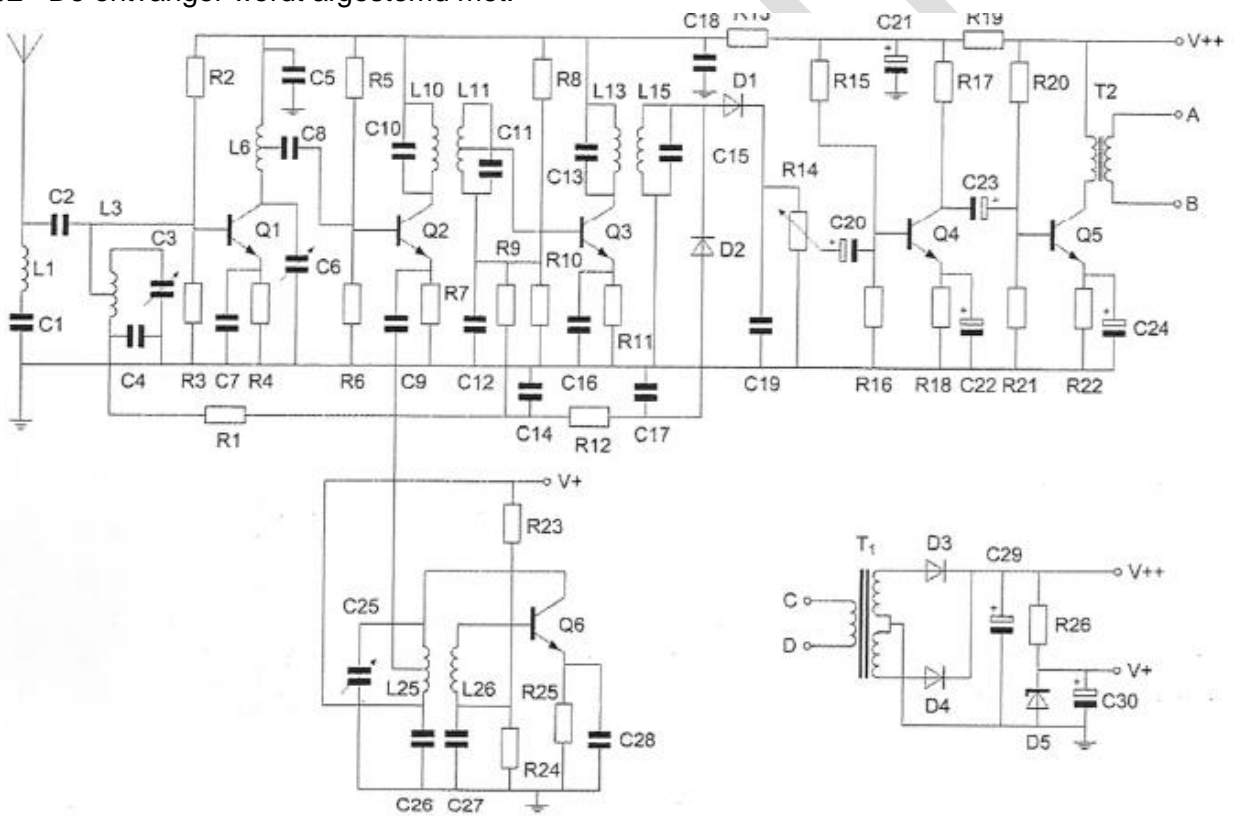 De ontvanger wordt afgestemd met:
C18 R13 C21 R19
V++
R2 C5 R5 L10 L11 R8 L13 L15 D1 R15 R17 R20 T2
C8 C10 C11 A
L6 C13 C15 R14 C23
C2 L3 C20 B
Q1 Q2 Q3 Q4 Q5
C3 C6 R9 R10 D2
L1 R7
C1 R11 C24
C4 R3 C7 R4 R6 C9 C12 C16 C19 R16 R18 C22 R21 R22
R1 C14 R12 C17
V+
R23
T1 D3 C29
V++
C25 Q6 C
R26
D
L25 L26 R25 V+
D4 C30
C28 D5
R24
C26 C27